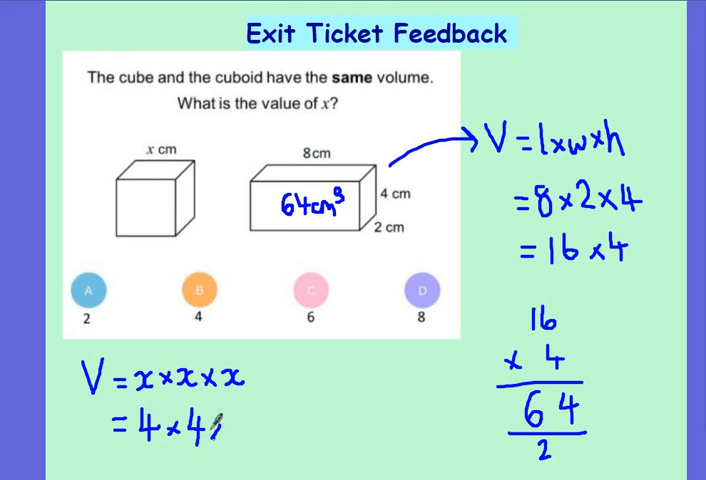 Exit Ticket Feedback
The cube and the cuboid have the same volume.
What is the value of x?
x cm
8cm
4 cm
2 cm
64cm³
A
B
C
D
2
4
6
8
V = l×w×h
= 8×2×4
= 16×4
16
× 4
64
2
V = x×x×x
= 4×4